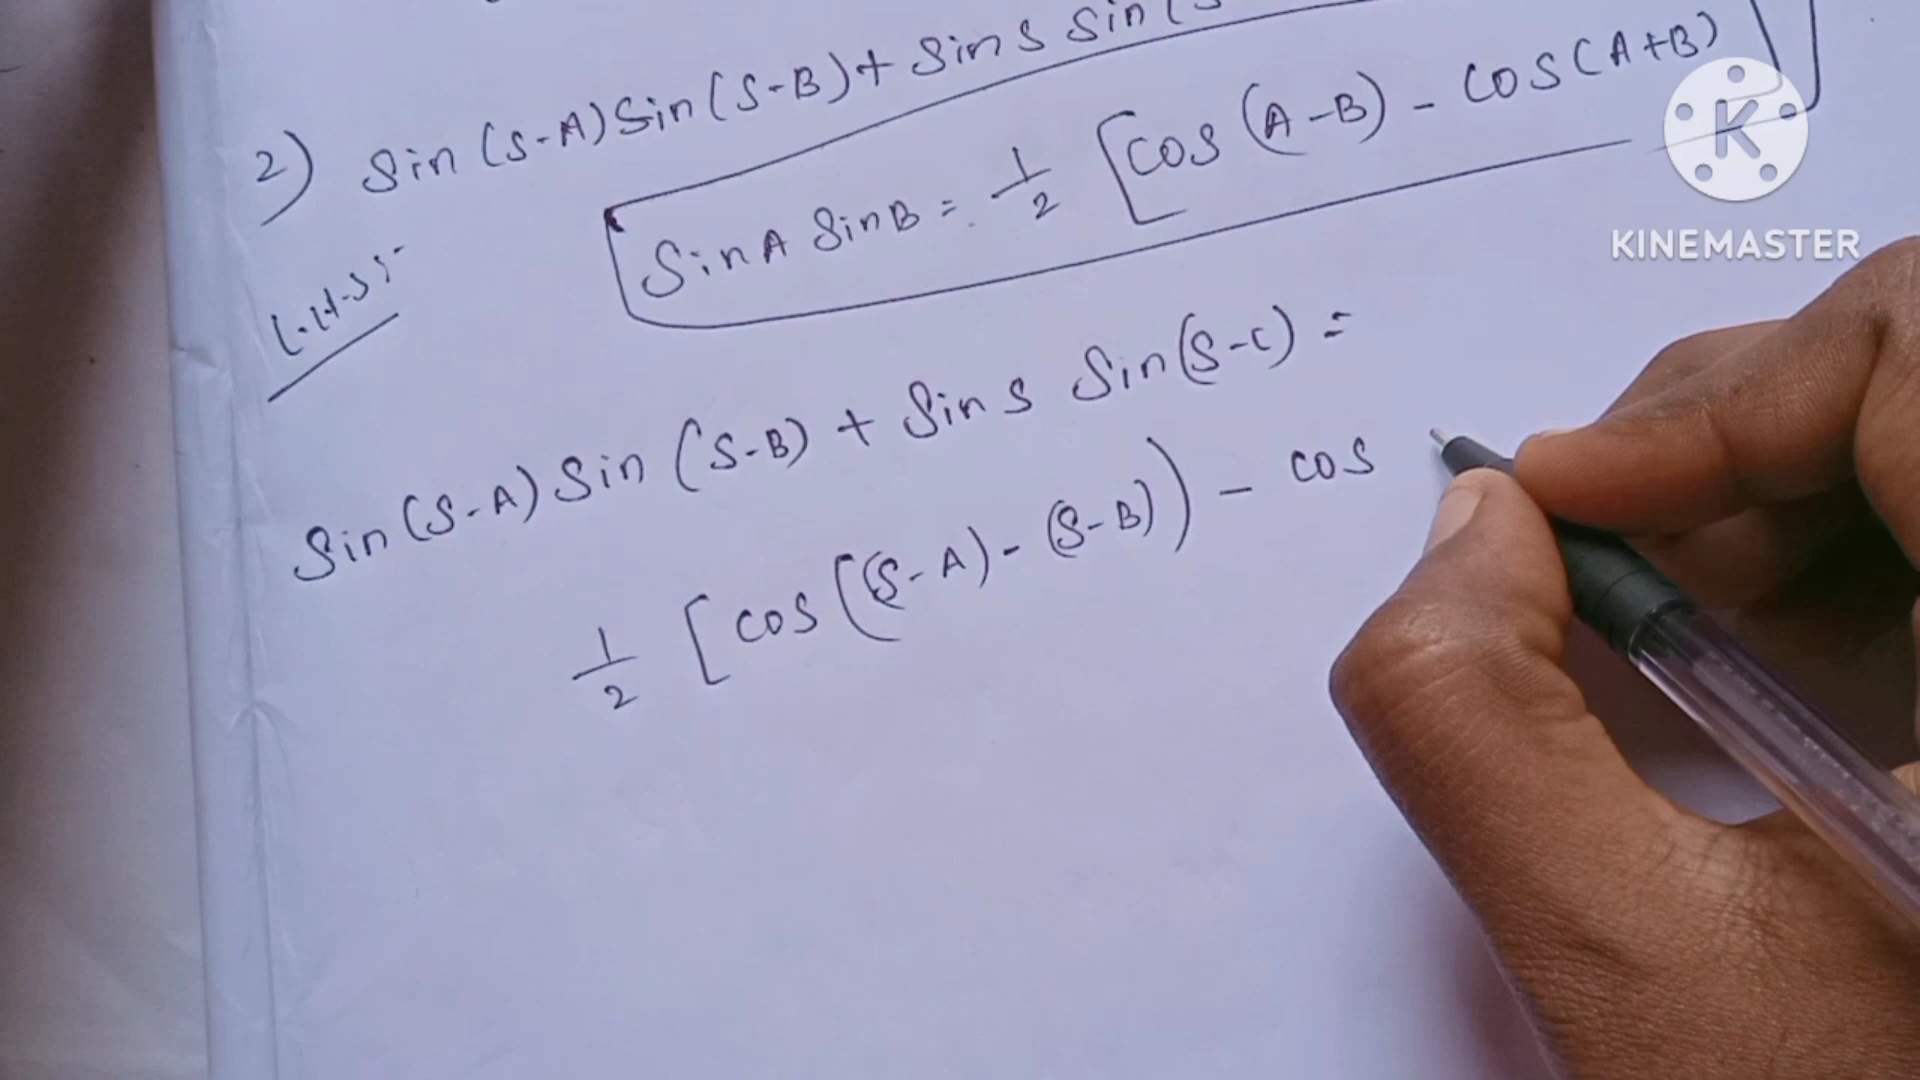 2) Sin (S-A) Sin (S-B) + Sin S Sin (S
Sin A Sin B = 1/2 [cos (A-B) - cos (A+B)
L.H.S :-
Sin (S-A) Sin (S-B) + Sin S Sin (S-C) =
1/2 [cos ((S-A) - (S-B)) - cos
K
KINEMASTER